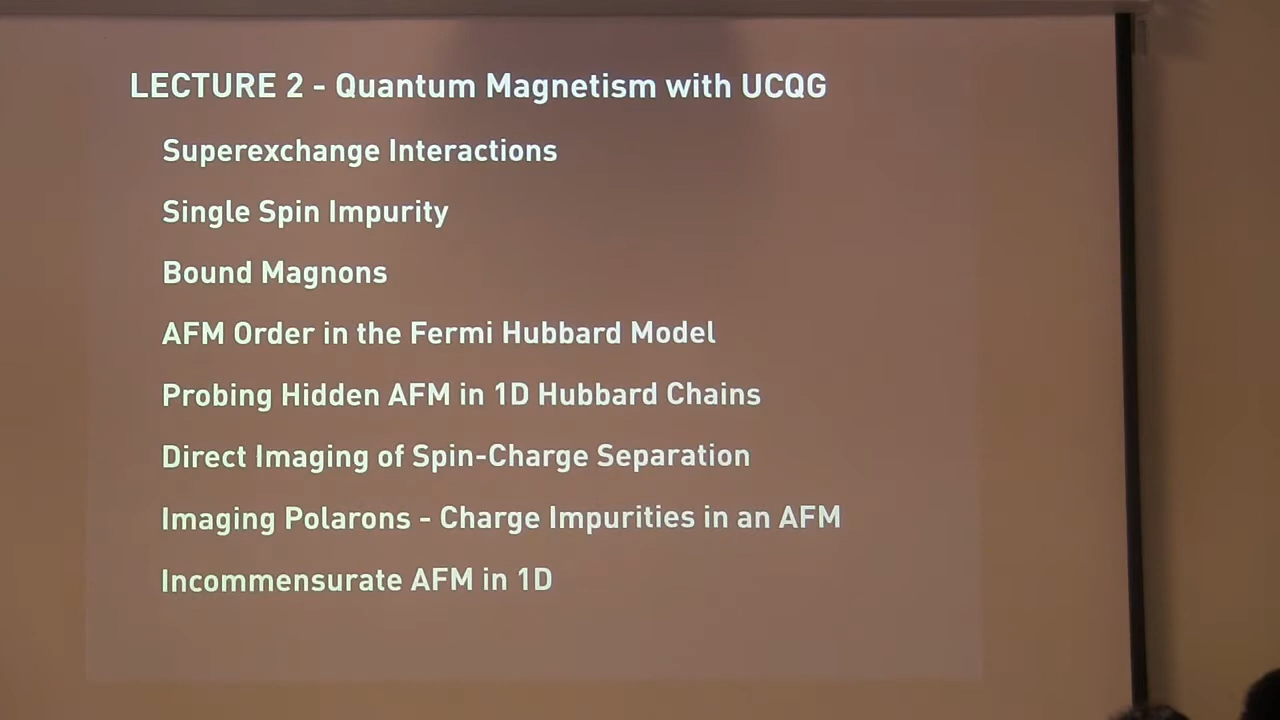 LECTURE 2 - Quantum Magnetism with UCQG
Superexchange Interactions
Single Spin Impurity
Bound Magnons
AFM Order in the Fermi Hubbard Model
Probing Hidden AFM in 1D Hubbard Chains
Direct Imaging of Spin-Charge Separation
Imaging Polarons - Charge Impurities in an AFM
Incommensurate AFM in 1D